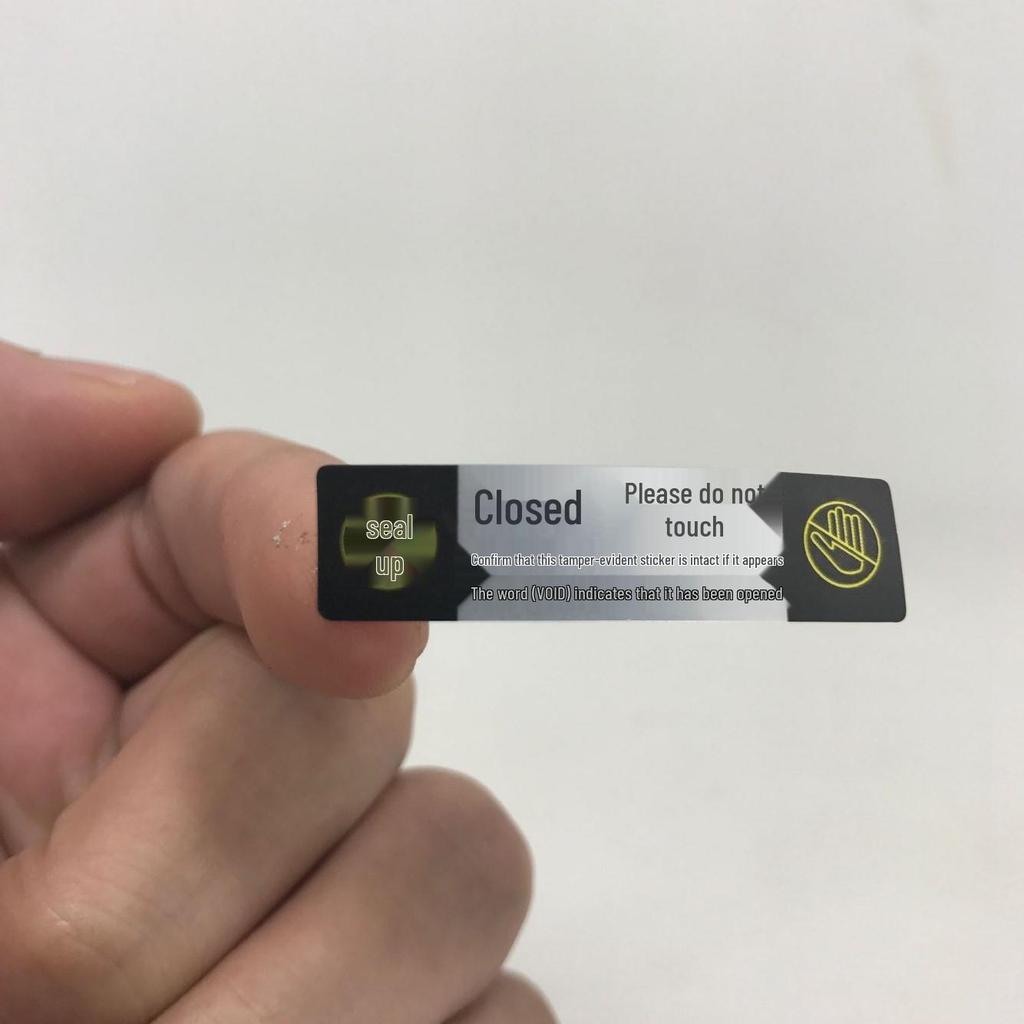 seal
up
Closed
Please do not
touch
Confirm that this tamper-evident sticker is intact if it appears
The word (VOID) indicates that it has been opened